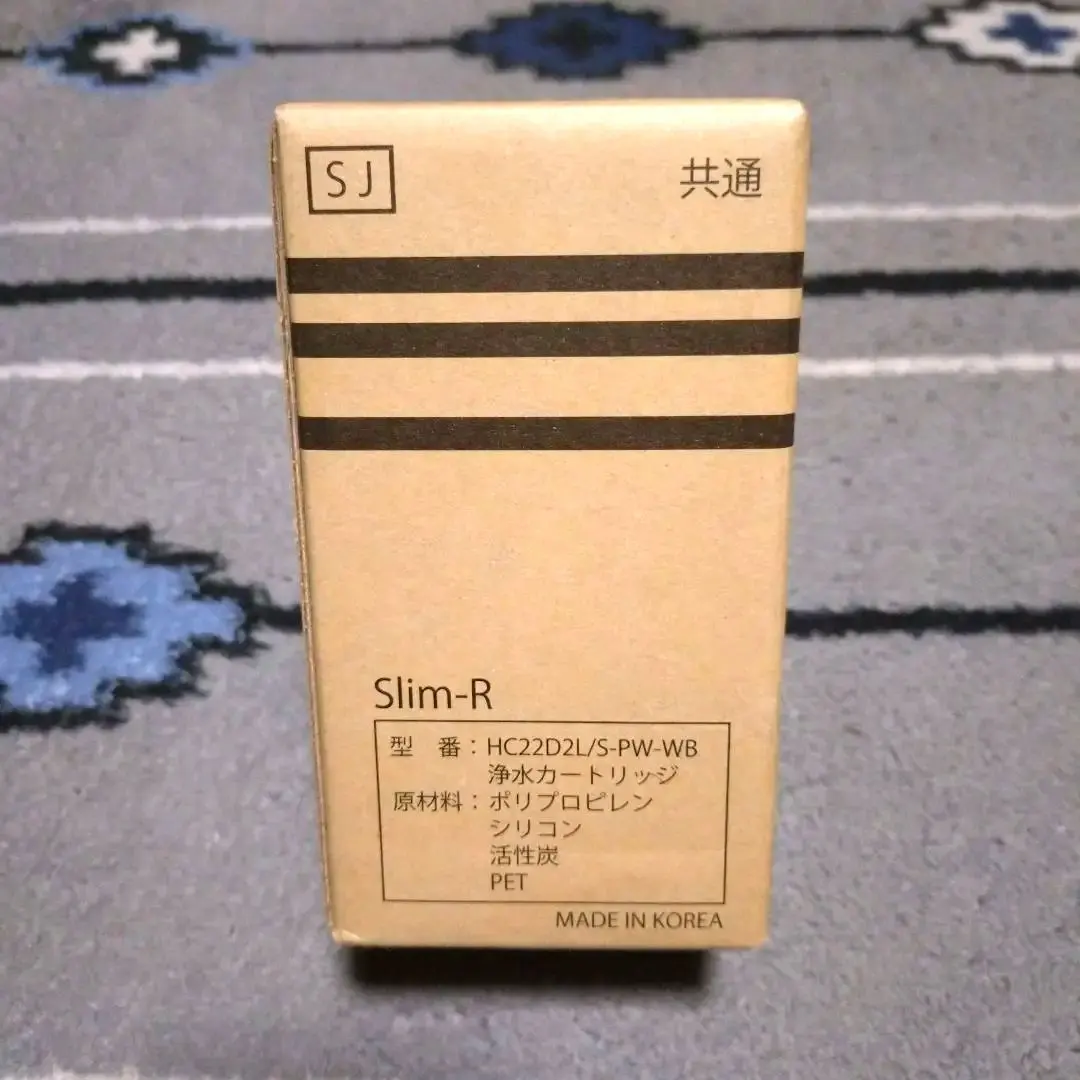 SJ
共通
Slim-R
型 番：HC22D2L/S-PW-WB
浄水カートリッジ
原材料：ポリプロピレン
シリコン
活性炭
PET
MADE IN KOREA